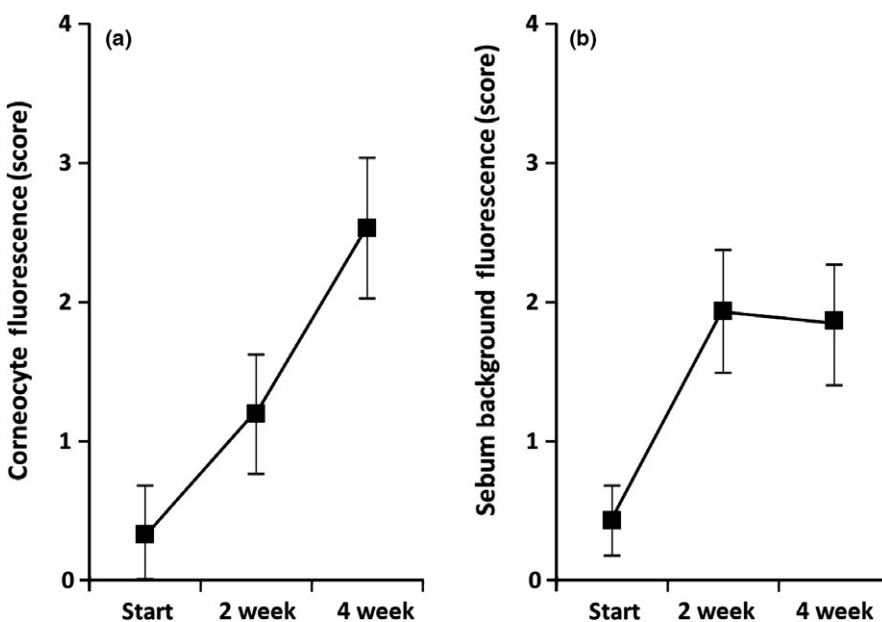 (a)
Corneocyte fluorescence (score)
4
3
2
1
0
Start 2 week 4 week
(b)
Sebum background fluorescence (score)
4
3
2
1
0
Start 2 week 4 week